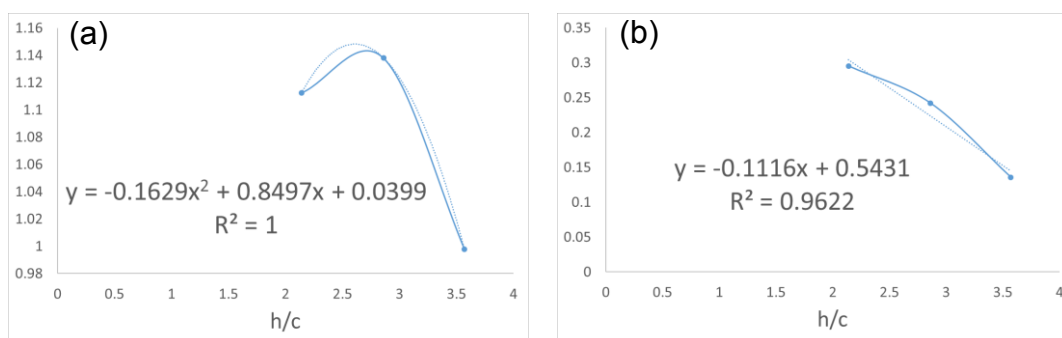 (a)
1.16
1.14
1.12
1.1
1.08
1.06
1.04
1.02
1
0.98
y = -0.1629x² + 0.8497x + 0.0399
R² = 1
0 0.5 1 1.5 2 2.5 3 3.5 4
h/c
(b)
0.35
0.3
0.25
0.2
0.15
0.1
0.05
0
y = -0.1116x + 0.5431
R² = 0.9622
0 0.5 1 1.5 2 2.5 3 3.5 4
h/c